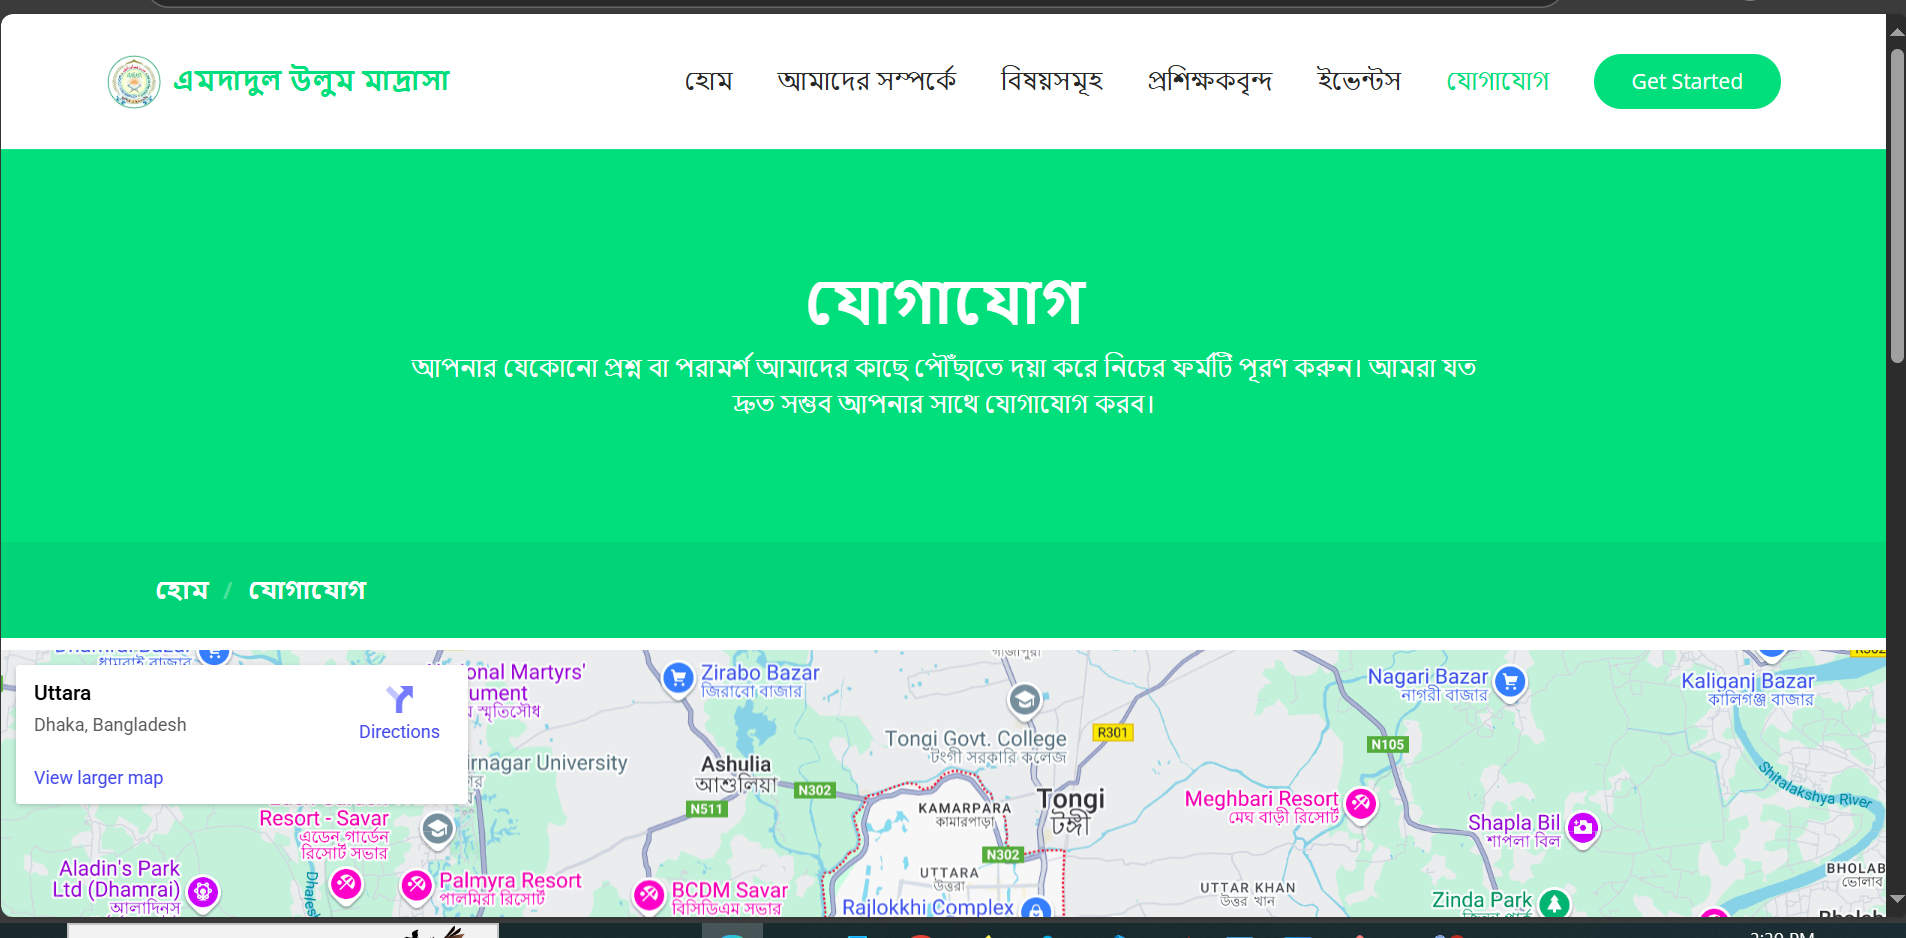 এমদাদুল উলুম মাদ্রাসা
হোম
আমাদের সম্পর্কে
বিষয়সমূহ
প্রশিক্ষকবৃন্দ
ইভেন্টস
যোগাযোগ
Get Started
যোগাযোগ
আপনার যেকোনো প্রশ্ন বা পরামর্শ আমাদের কাছে পৌঁছাতে দয়া করে নিচের ফর্মটি পূরণ করুন। আমরা যত
দ্রুত সম্ভব আপনার সাথে যোগাযোগ করব।
হোম / যোগাযোগ
Uttara
Dhaka, Bangladesh
Directions
View larger map
ument
স্মৃতিসৌধ
Zirabo Bazar
জিরাবো বাজার
Tongi Govt. College
টংগী সরকারি কলেজ
R301
Nagari Bazar
নাগরী বাজার
Kaliganj Bazar
কালিগঞ্জ বাজার
N105
irnagar University
Ashulia
আশুলিয়া
N302
N511
KAMARPARA
কামারপাড়া
Tongi
টঙ্গী
Meghbari Resort
মেঘ বাড়ী রিসোর্ট
Shitalakshya River
Shapla Bil
শাপলা বিল
Resort - Savar
এডেন গার্ডেন
রিসোর্ট সভার
Aladin's Park
Ltd (Dhamrai)
আলাদিনস
Palmyra Resort
পালমিরা রিসোর্ট
BCDM Savar
বিসিডিএম সভার
N302
UTTARA
উত্তরা
Rajlokkhi Complex
UTTAR KHAN
উত্তর খান
Zinda Park
BHOLAB
ভোলাব